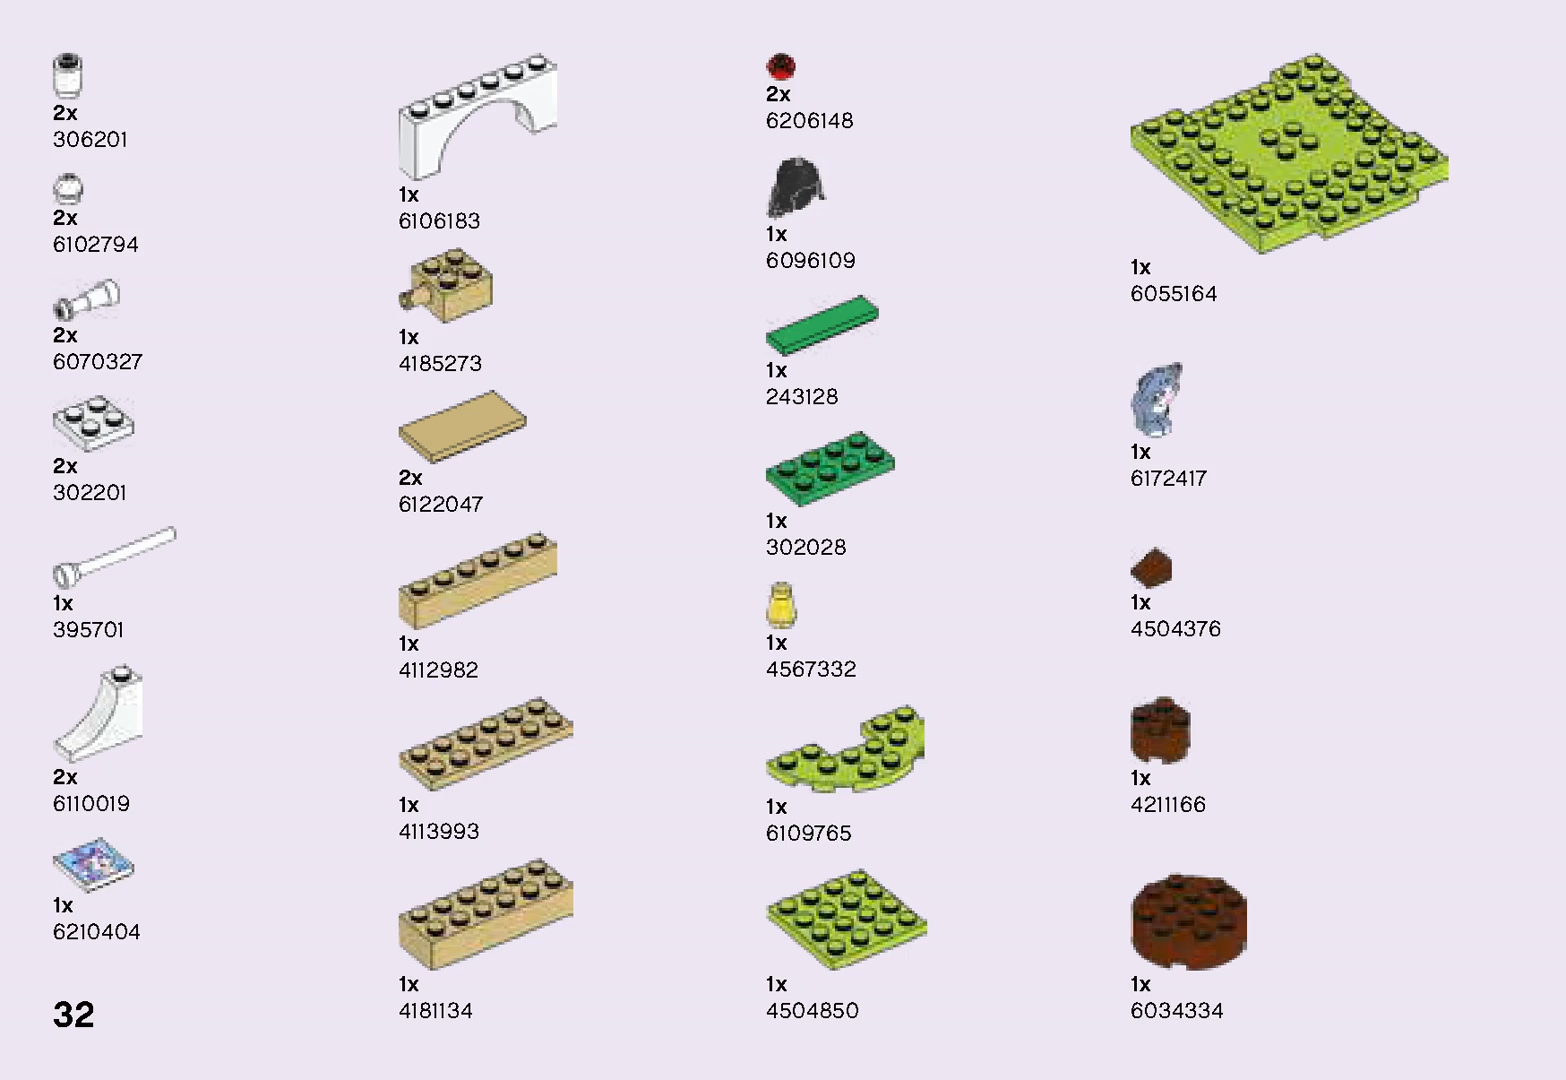 2x
306201
2x
6102794
2x
6070327
2x
302201
1x
395701
2x
6110019
1x
6210404
1x
6106183
1x
4185273
2x
6122047
1x
4112982
1x
4113993
1x
4181134
2x
6206148
1x
6096109
1x
243128
1x
302028
1x
4567332
1x
6109765
1x
4504850
1x
6055164
1x
6172417
1x
4504376
1x
4211166
1x
6034334
32